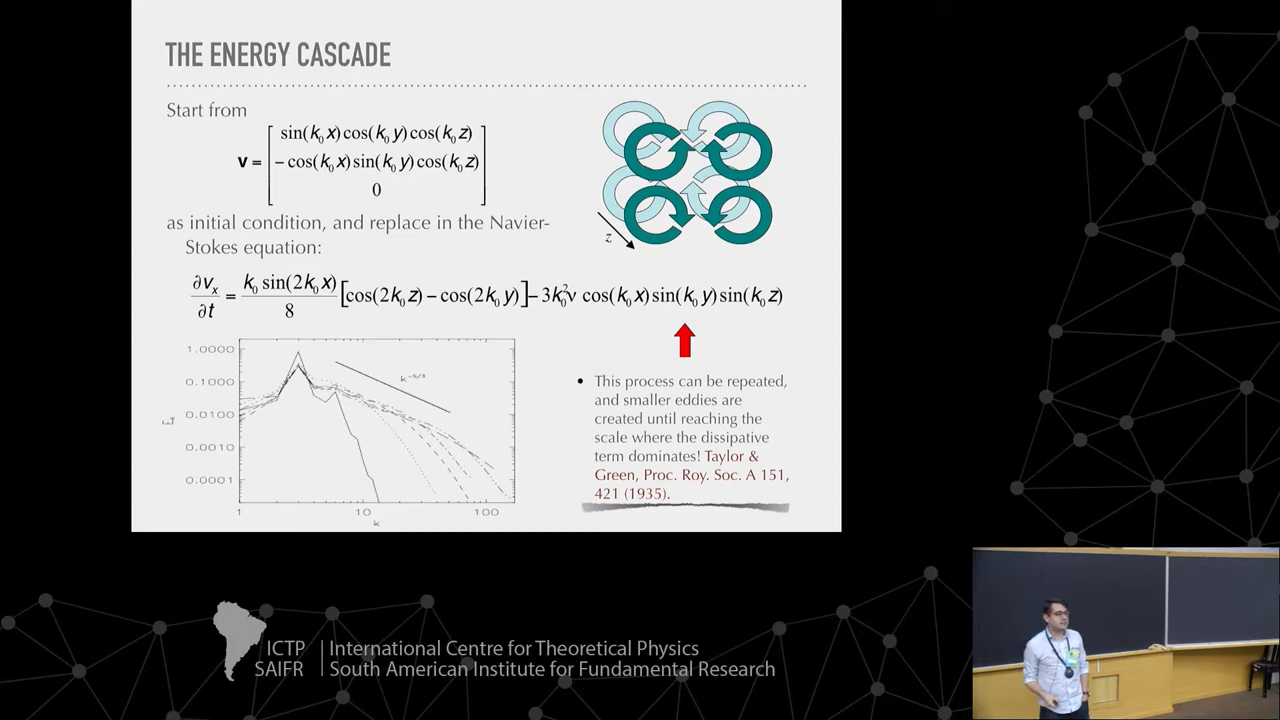 THE ENERGY CASCADE
Start from
v = [ sin(k₀x)cos(k₀y)cos(k₀z)
− cos(k₀x)sin(k₀y)cos(k₀z)
0 ]
as initial condition, and replace in the Navier-
Stokes equation:
z
∂vₓ/∂t = k₀ sin(2k₀x)/8 [cos(2k₀z) − cos(2k₀y)] − 3k₀²ν cos(k₀x)sin(k₀y)sin(k₀z)
1.0000
0.1000
0.0100
0.0010
0.0001
k⁻⁵/³
1 10 100
k
• This process can be repeated,
and smaller eddies are
created until reaching the
scale where the dissipative
term dominates! Taylor &
Green, Proc. Roy. Soc. A 151,
421 (1935).
ICTP
SAIFR
International Centre for Theoretical Physics
South American Institute for Fundamental Research